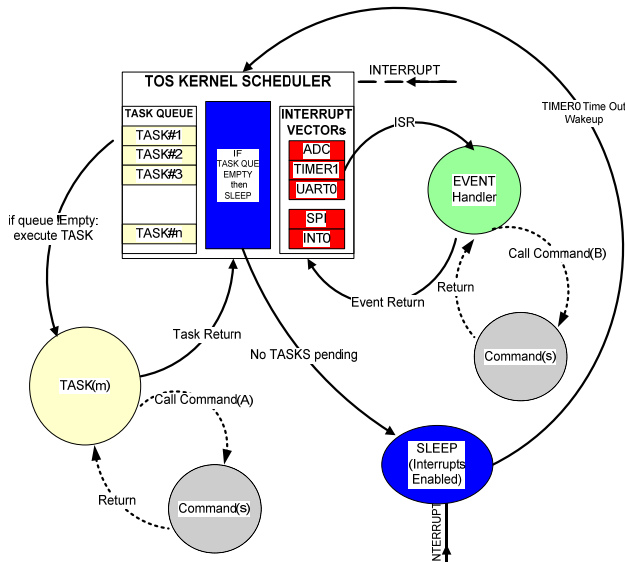 INTERRUPT
TOS KERNEL SCHEDULER
TASK QUEUE
TASK#1
TASK#2
TASK#3
TASK#n
IF
TASK QUE
EMPTY
then
SLEEP
INTERRUPT
VECTORs
ADC
TIMER1
UART0
SPI
INT0
ISR
TIMER0 Time Out
Wakeup
EVENT
Handler
Call Command(B)
Return
Event Return
Command(s)
if queue !Empty:
execute TASK
Task Return
No TASKS pending
TASK(m)
Call Command(A)
Return
Command(s)
SLEEP
(Interrupts
Enabled)
NTERRUPT